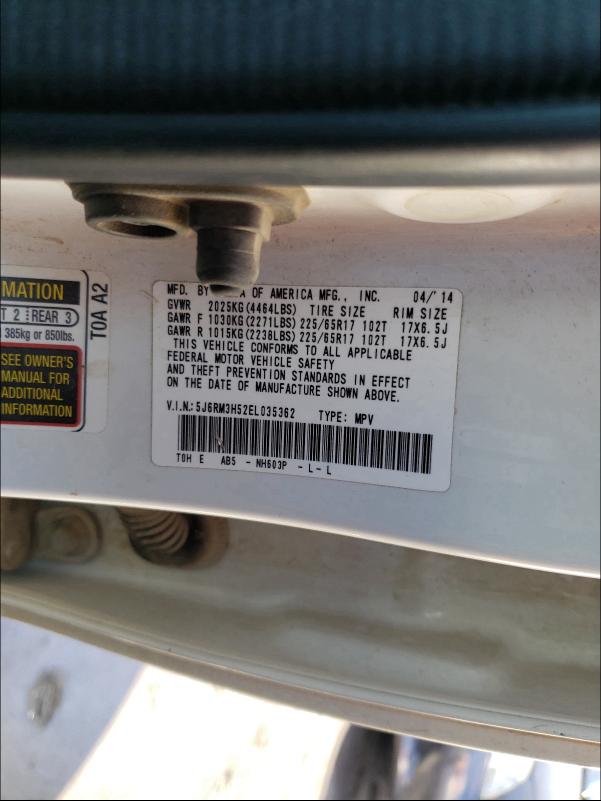 MATION
T 2 REAR 3
385kg or 850lbs.
SEE OWNER'S
MANUAL FOR
ADDITIONAL
INFORMATION
T0A A2
MFD. BY OF AMERICA MFG., INC. 04/'14
GVWR 2025KG(4464LBS) TIRE SIZE RIM SIZE
GAWR F 1030KG(2271LBS) 225/65R17 102T 17X6.5J
GAWR R 1015KG(2238LBS) 225/65R17 102T 17X6.5J
THIS VEHICLE CONFORMS TO ALL APPLICABLE
FEDERAL MOTOR VEHICLE SAFETY
AND THEFT PREVENTION STANDARDS IN EFFECT
ON THE DATE OF MANUFACTURE SHOWN ABOVE.
V.I.N.: 5J6RM3H52EL035362 TYPE: MPV
T0H E AB5 - NH603P - L - L